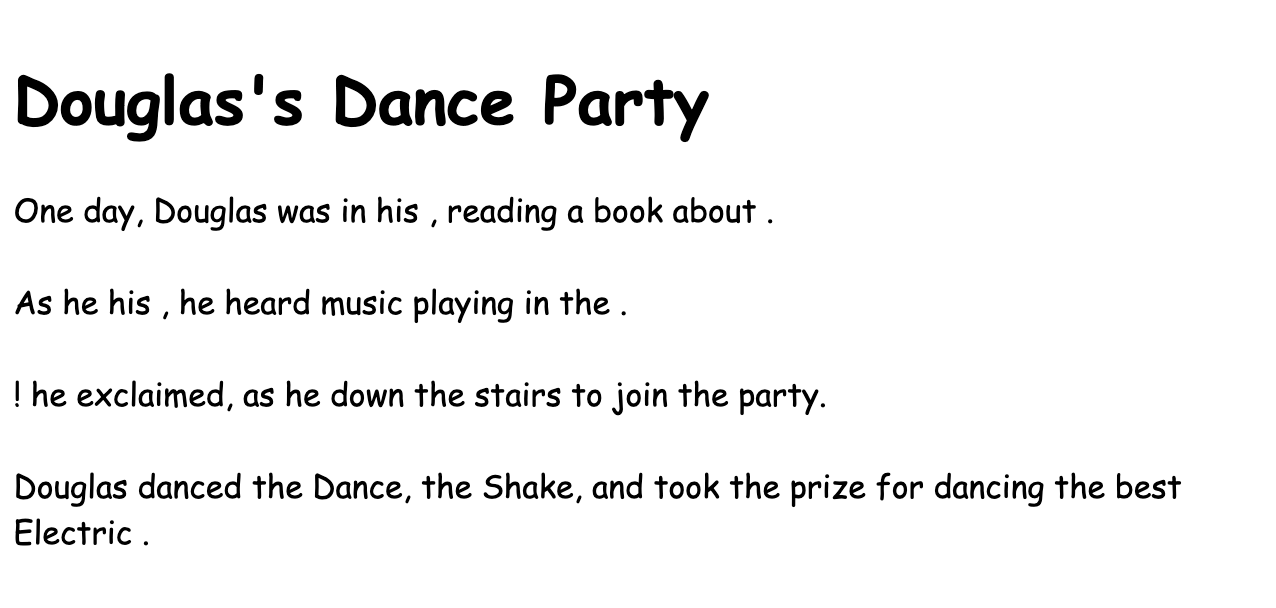 Douglas's Dance Party
One day, Douglas was in his , reading a book about .
As he his , he heard music playing in the .
! he exclaimed, as he down the stairs to join the party.
Douglas danced the Dance, the Shake, and took the prize for dancing the best
Electric .